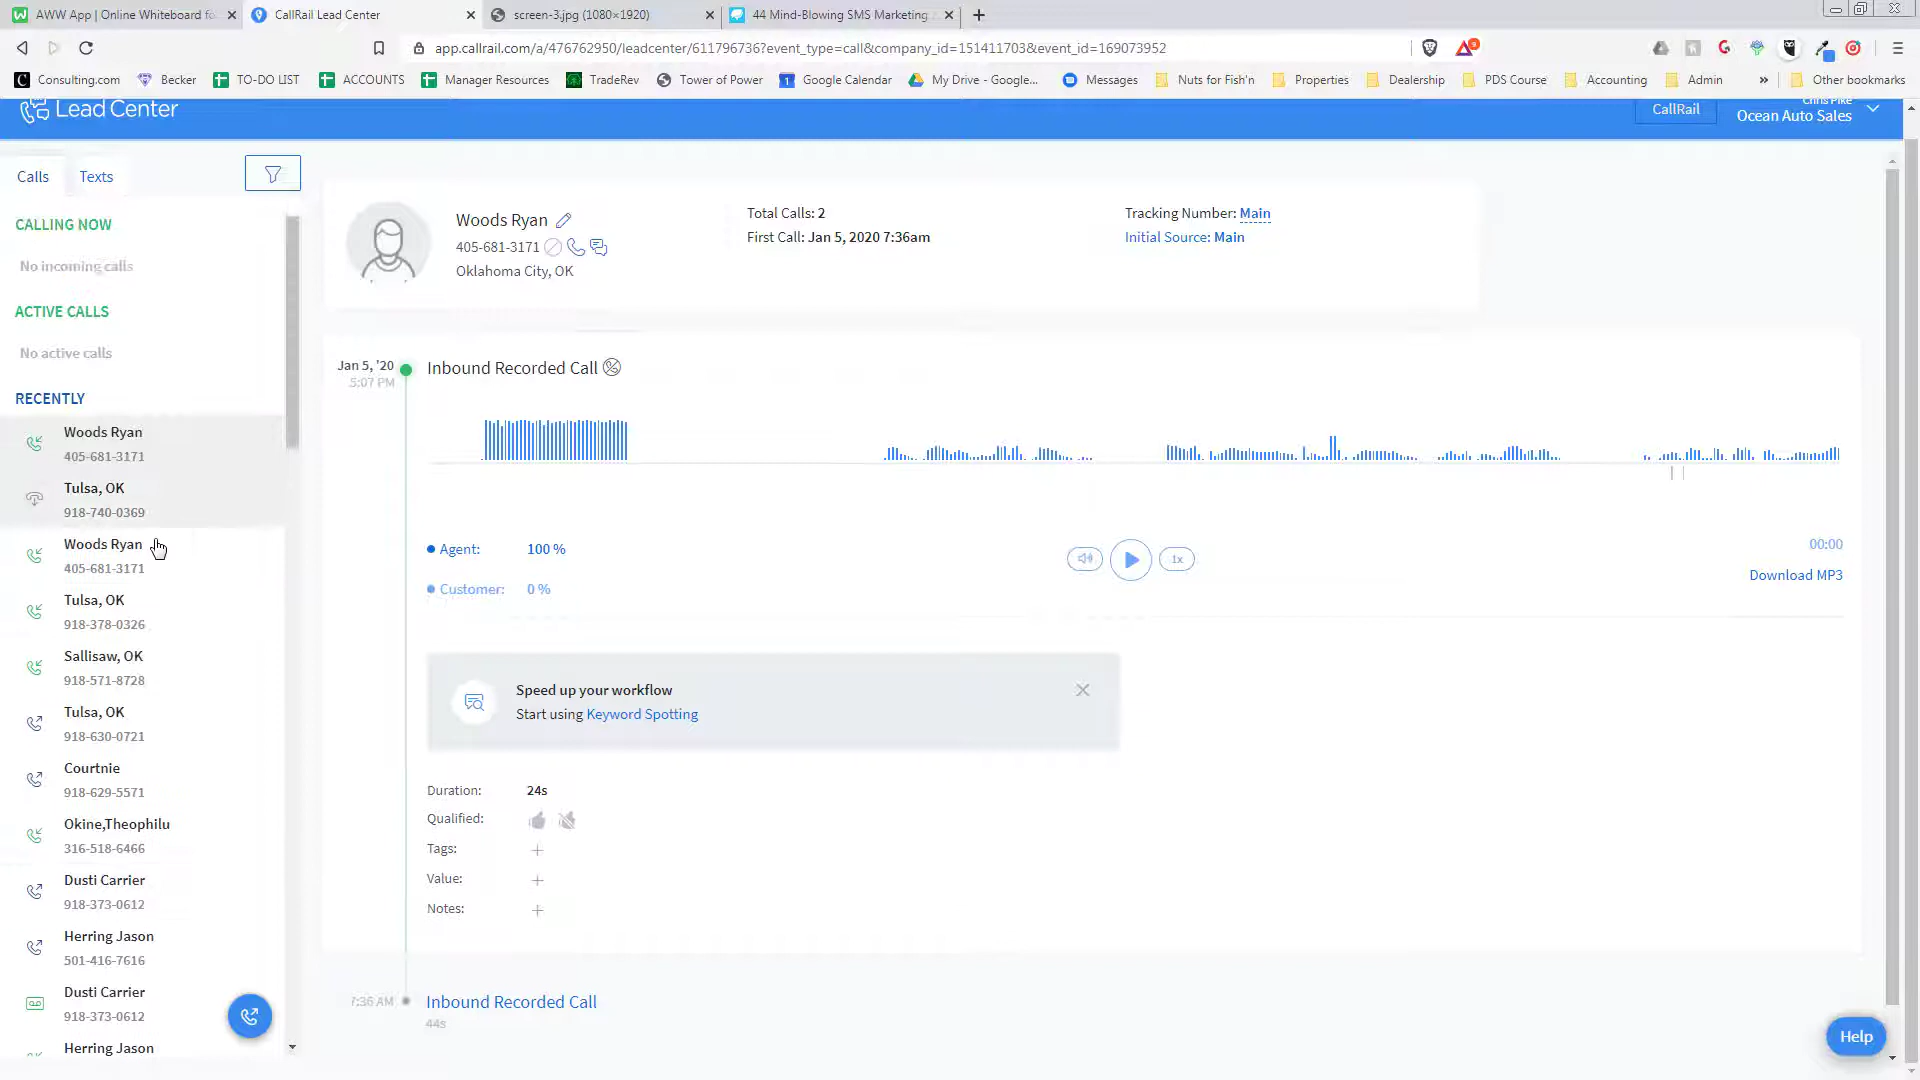 AWW App | Online Whiteboard fo
CallRail Lead Center
screen-3.jpg (1080×1920)
44 Mind-Blowing SMS Marketing
app.callrail.com/a/476762950/leadcenter/611796736?event_type=call&company_id=151411703&event_id=169073952
Consulting.com
Becker
TO-DO LIST
ACCOUNTS
Manager Resources
TradeRev
Tower of Power
Google Calendar
My Drive - Google...
Messages
Nuts for Fish'n
Properties
Dealership
PDS Course
Accounting
Admin
Other bookmarks
Lead Center
CallRail
Chris Pike
Ocean Auto Sales
Calls
Texts
CALLING NOW
No incoming calls
ACTIVE CALLS
No active calls
RECENTLY
Woods Ryan
405-681-3171
Tulsa, OK
918-740-0369
Woods Ryan
405-681-3171
Tulsa, OK
918-378-0326
Sallisaw, OK
918-571-8728
Tulsa, OK
918-630-0721
Courtnie
918-629-5571
Okine,Theophilu
316-518-6466
Dusti Carrier
918-373-0612
Herring Jason
501-416-7616
Dusti Carrier
918-373-0612
Herring Jason
Woods Ryan
405-681-3171
Oklahoma City, OK
Total Calls: 2
First Call: Jan 5, 2020 7:36am
Tracking Number: Main
Initial Source: Main
Jan 5, '20
5:07 PM
Inbound Recorded Call
Agent: 100 %
Customer: 0 %
1x
00:00
Download MP3
Speed up your workflow
Start using Keyword Spotting
Duration: 24s
Qualified:
Tags:
Value:
Notes:
7:36 AM
Inbound Recorded Call
44s
Help